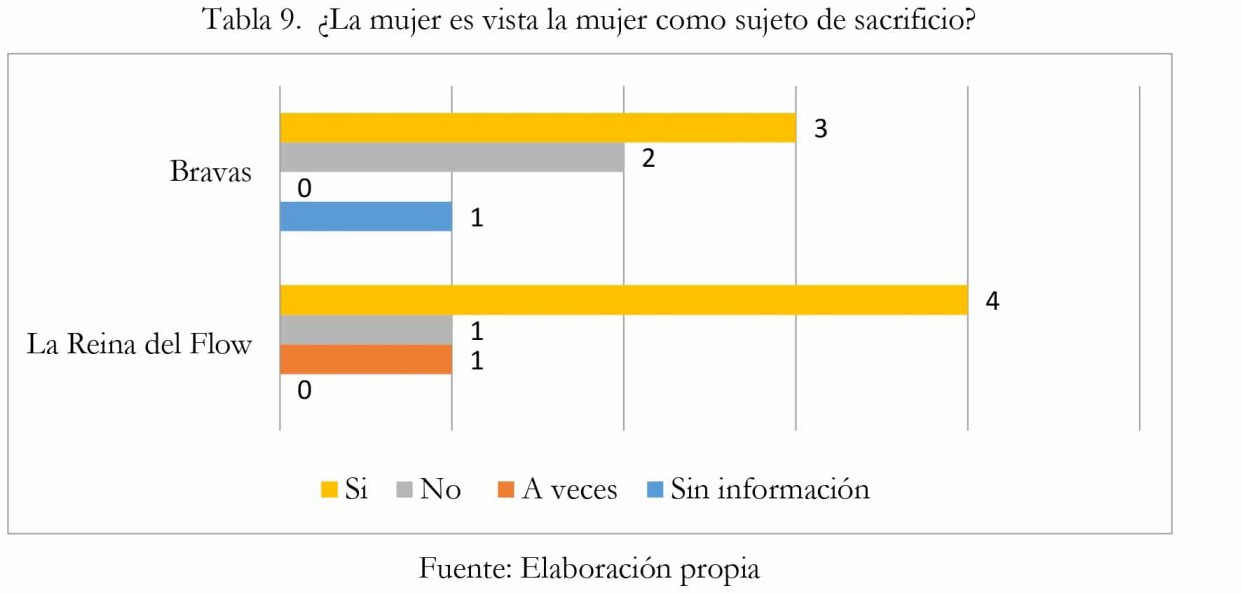 Tabla 9. ¿La mujer es vista la mujer como sujeto de sacrificio?
3
2
Bravas
0
1
4
1
La Reina del Flow
1
0
Si No A veces Sin información
Fuente: Elaboración propia